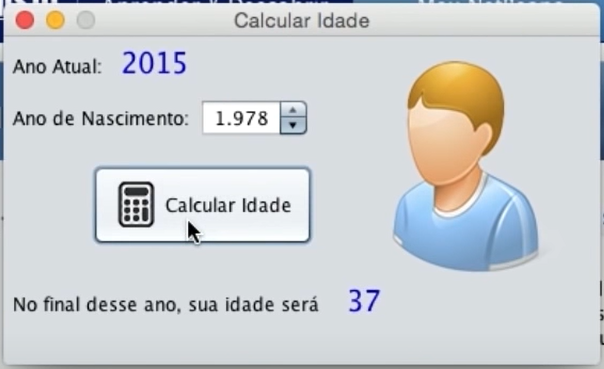 Calcular Idade
Ano Atual: 2015
Ano de Nascimento: 1.978
Calcular Idade
No final desse ano, sua idade será 37